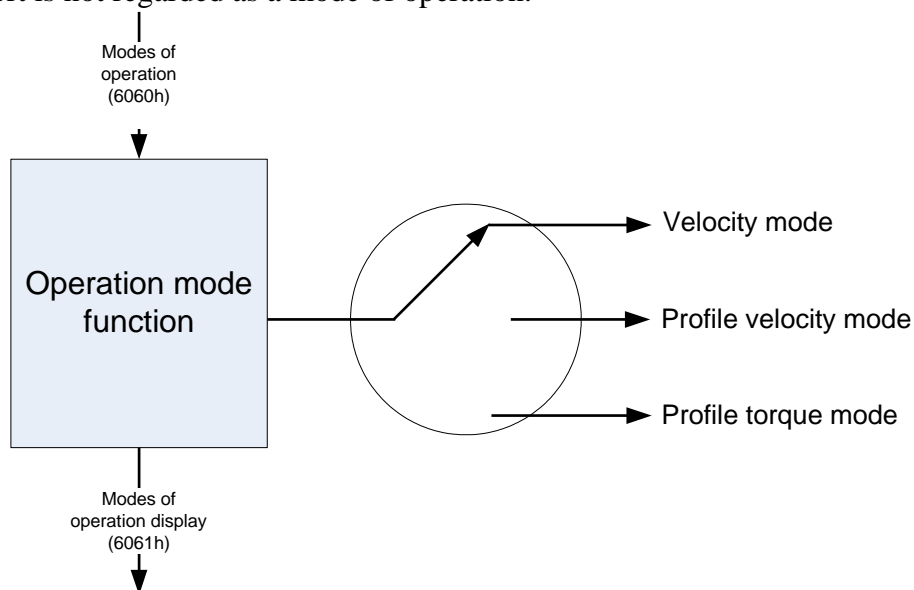 is not regarded as a mode of operation.
Modes of
operation
(6060h)
Operation mode
function
Velocity mode
Profile velocity mode
Profile torque mode
Modes of
operation display
(6061h)